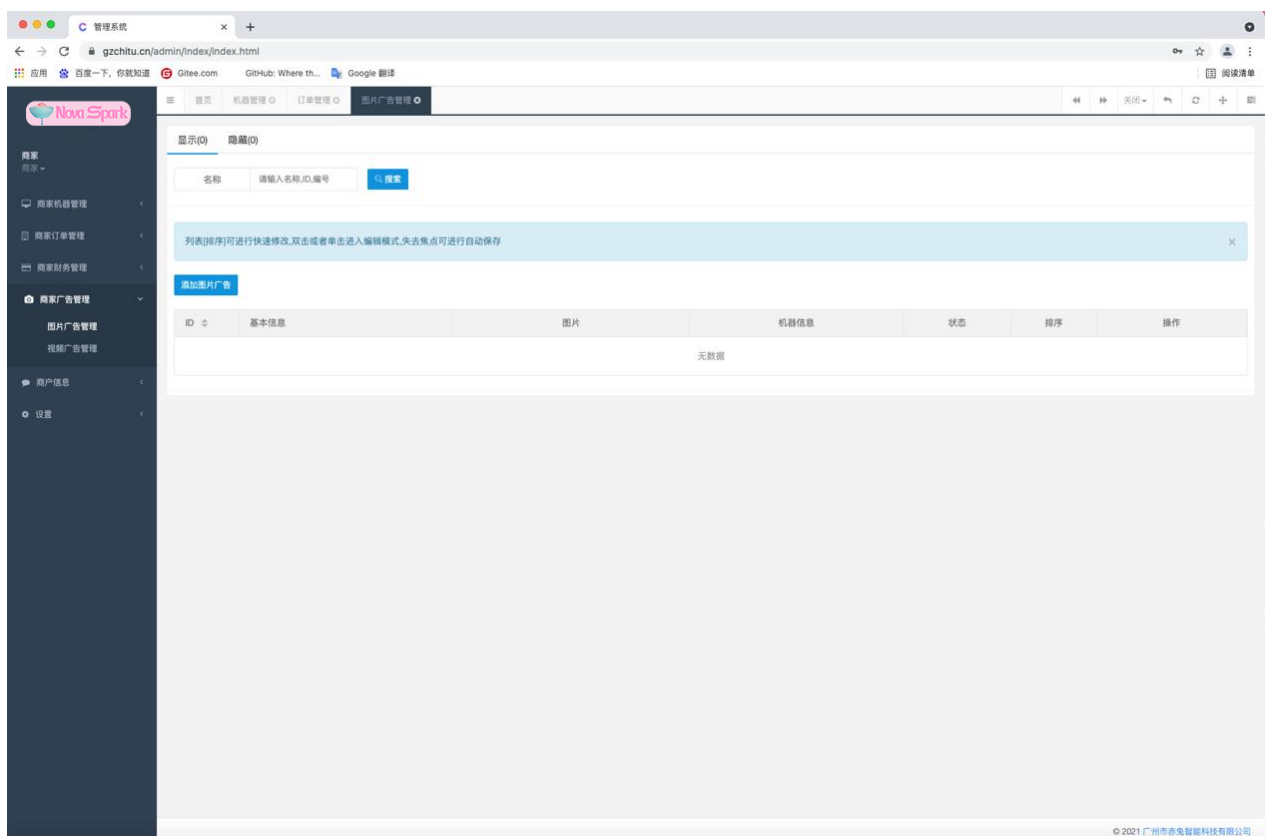 管理系统
gzchitu.cn/admin/index/index.html
应用 百度一下，你就知道 Gitee.com GitHub: Where th... Google 翻译 阅读清单
Nova Spark
首页 机器管理 订单管理 图片广告管理 关闭
显示(0) 隐藏(0)
商家
商家
名称 请输入名称,ID,编号 搜索
商家机器管理
商家订单管理
列表[排序]可进行快速修改,双击或者单击进入编辑模式,失去焦点可进行自动保存
商家财务管理
添加图片广告
商家广告管理
ID 基本信息 图片 机器信息 状态 排序 操作
图片广告管理
视频广告管理
无数据
商户信息
设置
© 2021 广州市赤兔智能科技有限公司